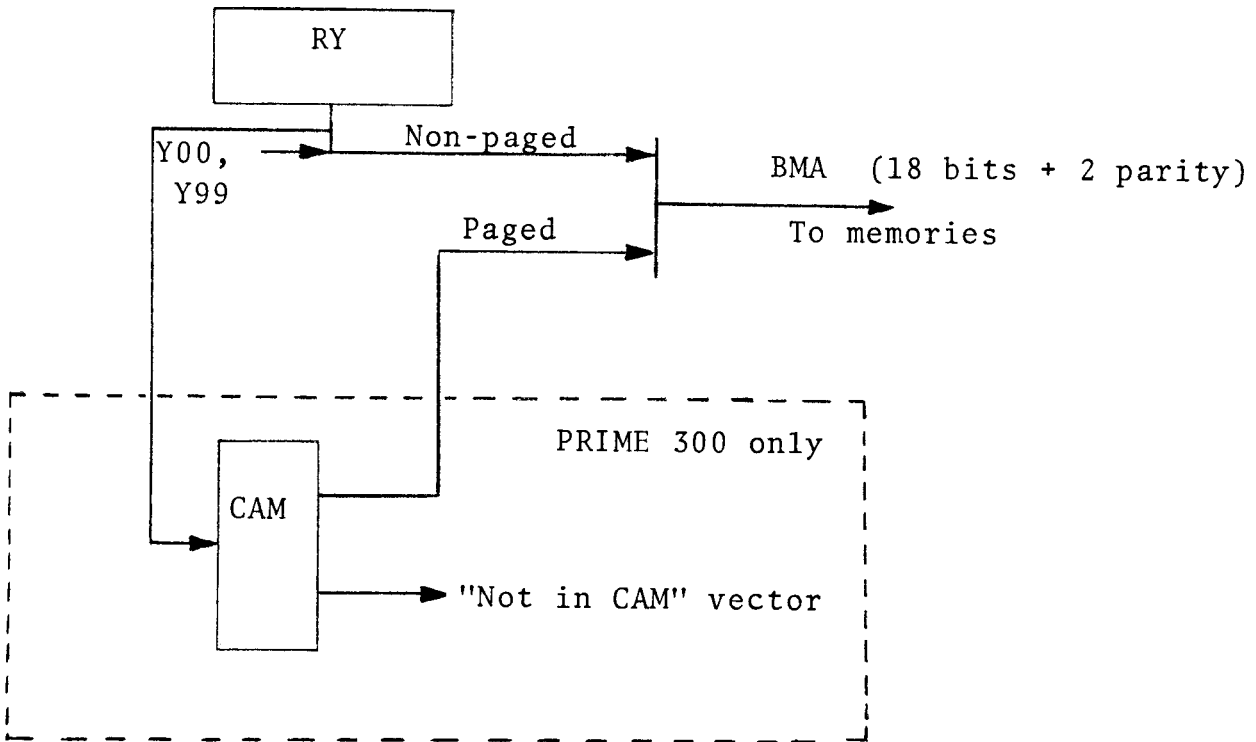 RY
Non-paged
Y00,
Y99
BMA (18 bits + 2 parity)
Paged
To memories
PRIME 300 only
CAM
"Not in CAM" vector